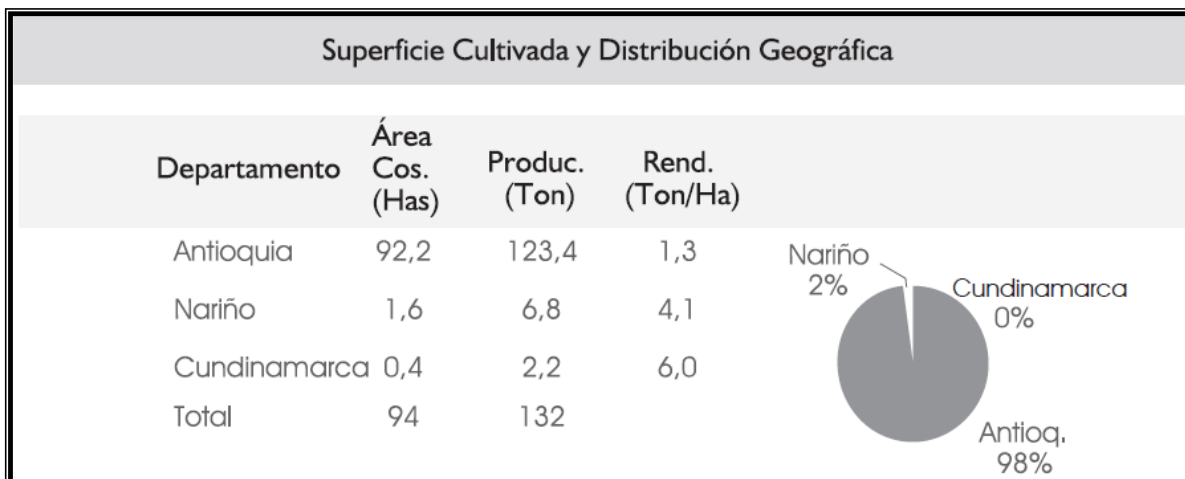 Superficie Cultivada y Distribución Geográfica
Departamento Área Cos. (Has) Produc. (Ton) Rend. (Ton/Ha)
Antioquia 92,2 123,4 1,3
Nariño 1,6 6,8 4,1
Cundinamarca 0,4 2,2 6,0
Total 94 132
Nariño
2%
Cundinamarca
0%
Antioq.
98%